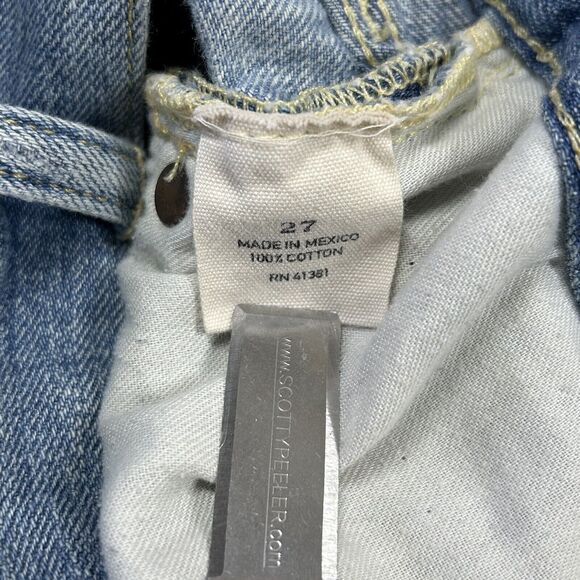 27
MADE IN MEXICO
100% COTTON
RN 41381
www.SCOTTYPEELER.com